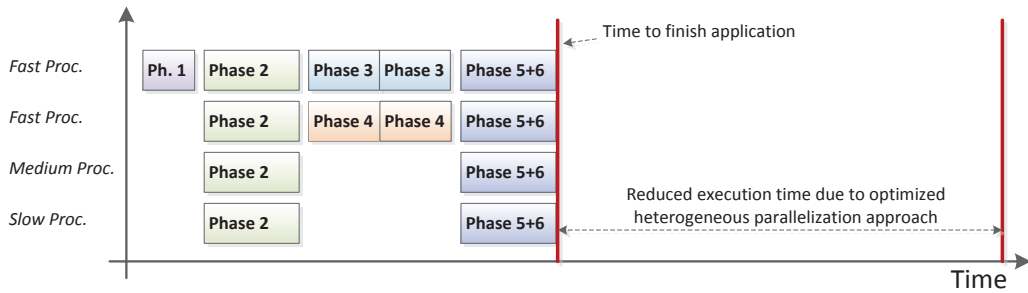 Time to finish application
Fast Proc. Ph. 1 Phase 2 Phase 3 Phase 3 Phase 5+6
Fast Proc. Phase 2 Phase 4 Phase 4 Phase 5+6
Medium Proc. Phase 2 Phase 5+6
Reduced execution time due to optimized
heterogeneous parallelization approach
Slow Proc. Phase 2 Phase 5+6
Time